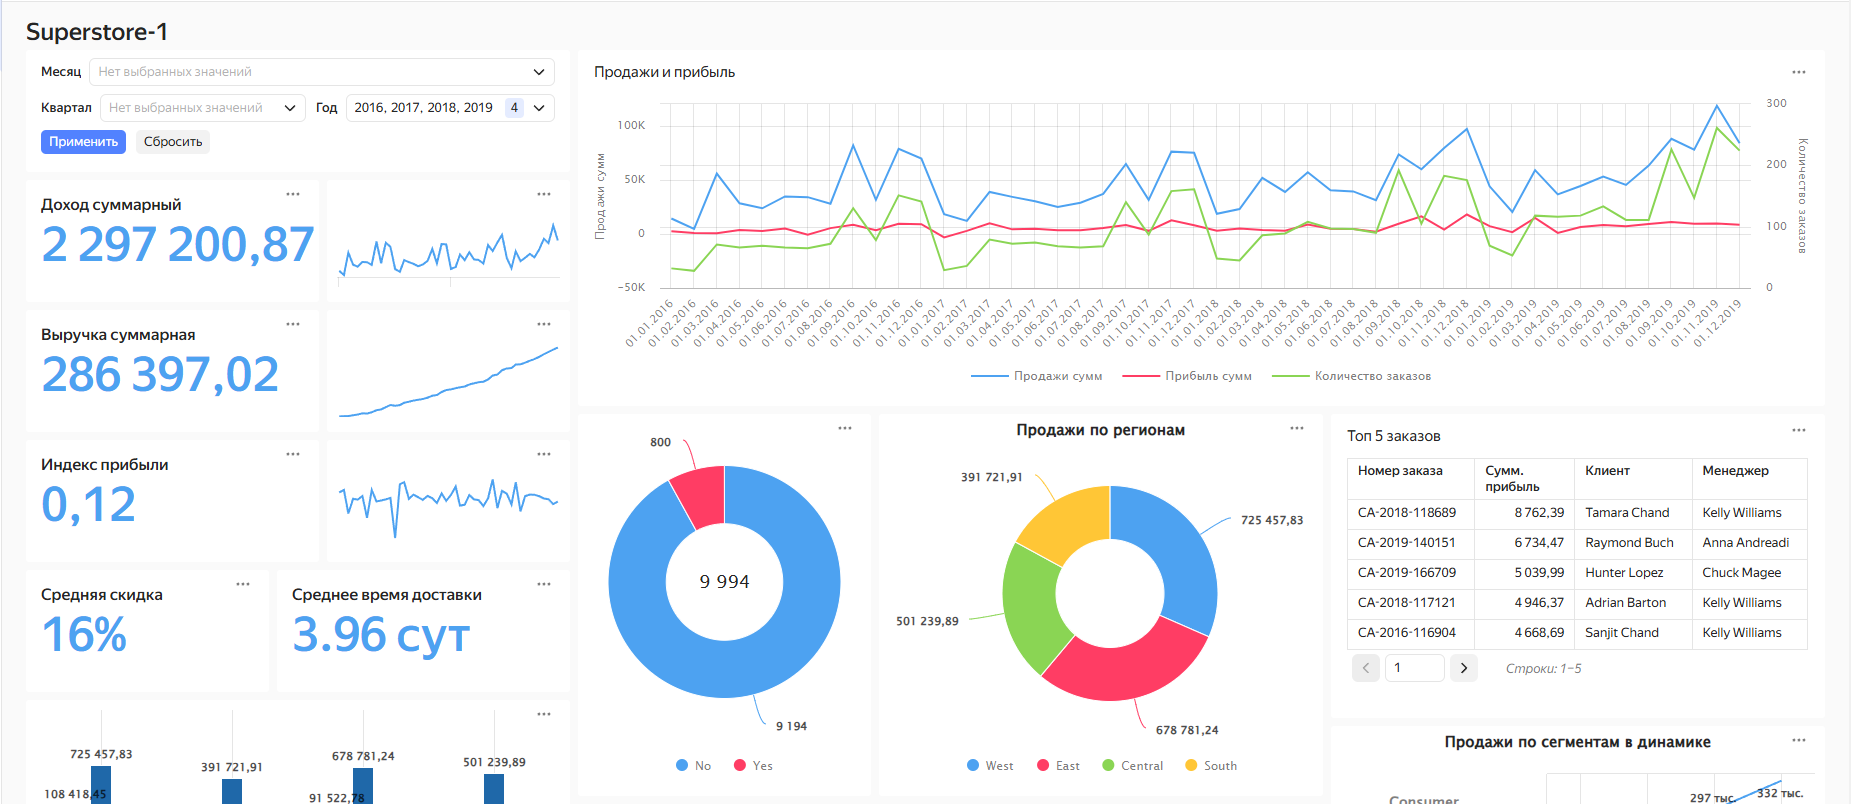 Superstore-1
Месяц Нет выбранных значений
Квартал Нет выбранных значений Год 2016, 2017, 2018, 2019 4
Применить Сбросить
Доход суммарный
2 297 200,87
Выручка суммарная
286 397,02
Индекс прибыли
0,12
Средняя скидка
16%
Среднее время доставки
3.96 сут
725 457,83
391 721,91
678 781,24
501 239,89
108 418,45
91 522,78
Продажи и прибыль
Продажи сумм
100K
50K
0
−50K
Количество заказов
300
200
100
0
01.01.2016
01.02.2016
01.03.2016
01.04.2016
01.05.2016
01.06.2016
01.07.2016
01.08.2016
01.09.2016
01.10.2016
01.11.2016
01.12.2016
01.01.2017
01.02.2017
01.03.2017
01.04.2017
01.05.2017
01.06.2017
01.07.2017
01.08.2017
01.09.2017
01.10.2017
01.11.2017
01.12.2017
01.01.2018
01.02.2018
01.03.2018
01.04.2018
01.05.2018
01.06.2018
01.07.2018
01.08.2018
01.09.2018
01.10.2018
01.11.2018
01.12.2018
01.01.2019
01.02.2019
01.03.2019
01.04.2019
01.05.2019
01.06.2019
01.07.2019
01.08.2019
01.09.2019
01.10.2019
01.11.2019
01.12.2019
Продажи сумм Прибыль сумм Количество заказов
800
9 994
9 194
No Yes
Продажи по регионам
391 721,91
725 457,83
501 239,89
678 781,24
West East Central South
Топ 5 заказов
Номер заказа Сумм. прибыль Клиент Менеджер
CA-2018-118689 8 762,39 Tamara Chand Kelly Williams
CA-2019-140151 6 734,47 Raymond Buch Anna Andreadi
CA-2019-166709 5 039,99 Hunter Lopez Chuck Magee
CA-2018-117121 4 946,37 Adrian Barton Kelly Williams
CA-2016-116904 4 668,69 Sanjit Chand Kelly Williams
1 Строки: 1–5
Продажи по сегментам в динамике
Consumer
297 тыс.
332 тыс.